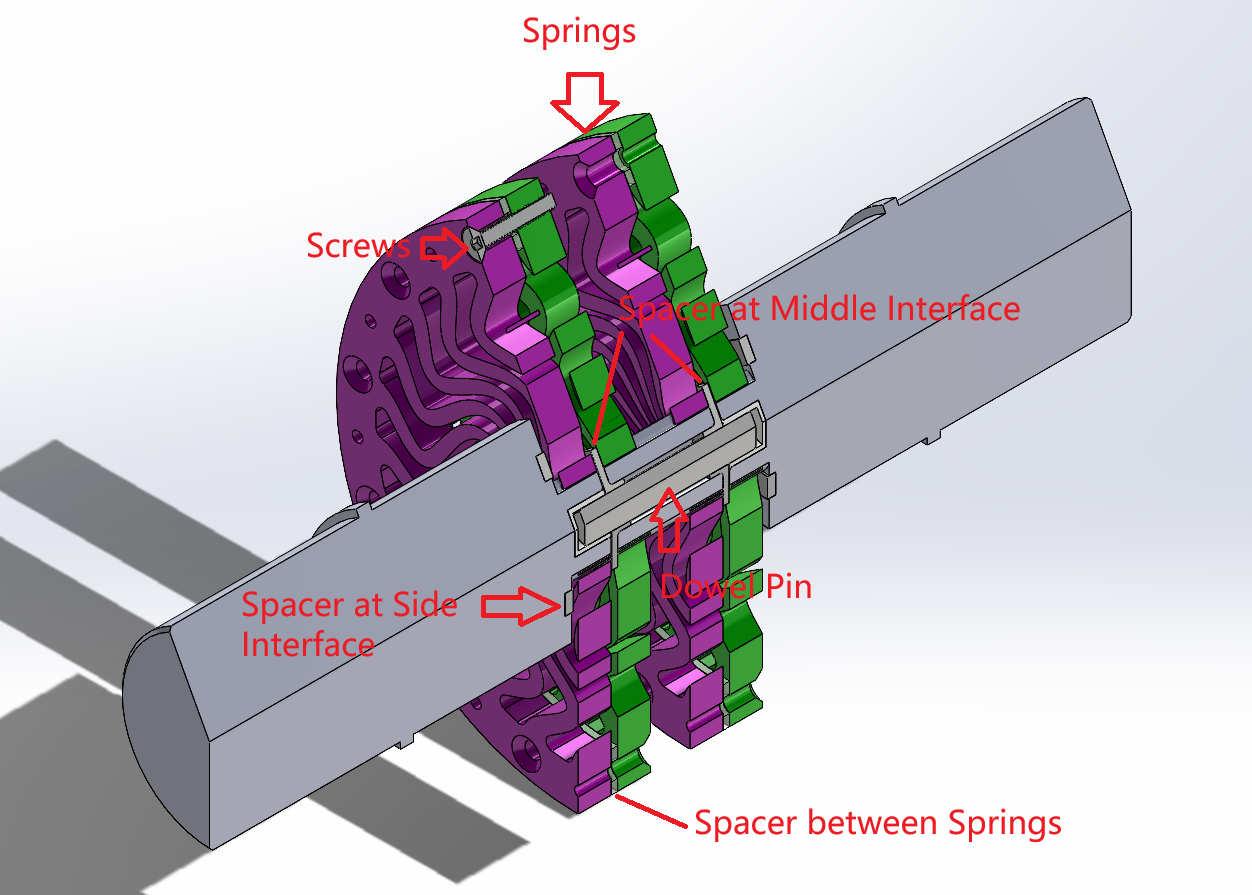 Springs
Screws
Spacer at Middle Interface
Dowel Pin
Spacer at Side
Interface
Spacer between Springs